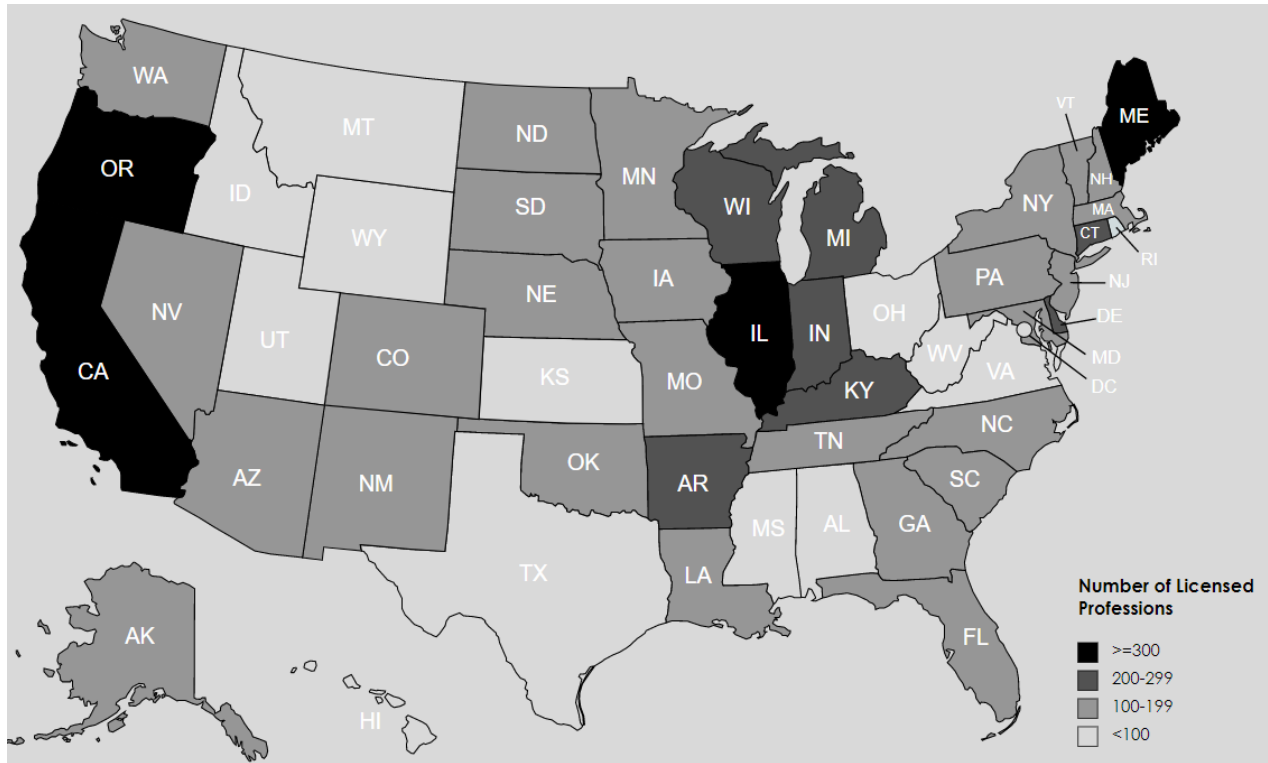 WA
MT
ND
MN
OR
ID
SD
WI
MI
WY
NE
IA
NV
UT
CO
CA
KS
MO
IL
IN
OH
WV
VA
KY
PA
NY
VT
NH
ME
MA
CT
RI
NJ
DE
MD
DC
AZ
NM
OK
AR
TN
NC
SC
MS
AL
GA
TX
LA
FL
AK
HI
Number of Licensed
Professions
>=300
200-299
100-199
<100